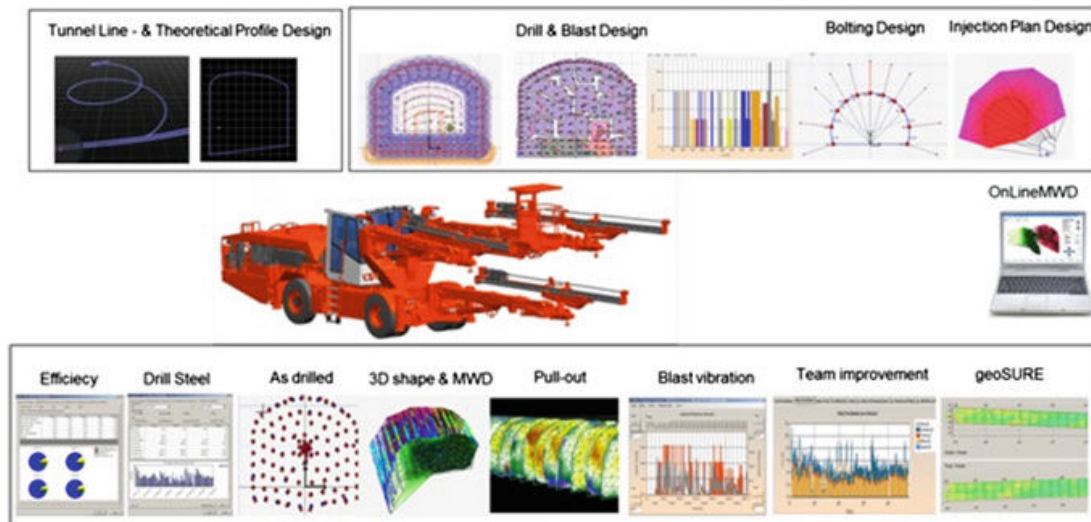 Tunnel Line - & Theoretical Profile Design
Drill & Blast Design
Bolting Design
Injection Plan Design
OnLineMWD
Efficiecy
Drill Steel
As drilled
3D shape & MWD
Pull-out
Blast vibration
Team improvement
geoSURE